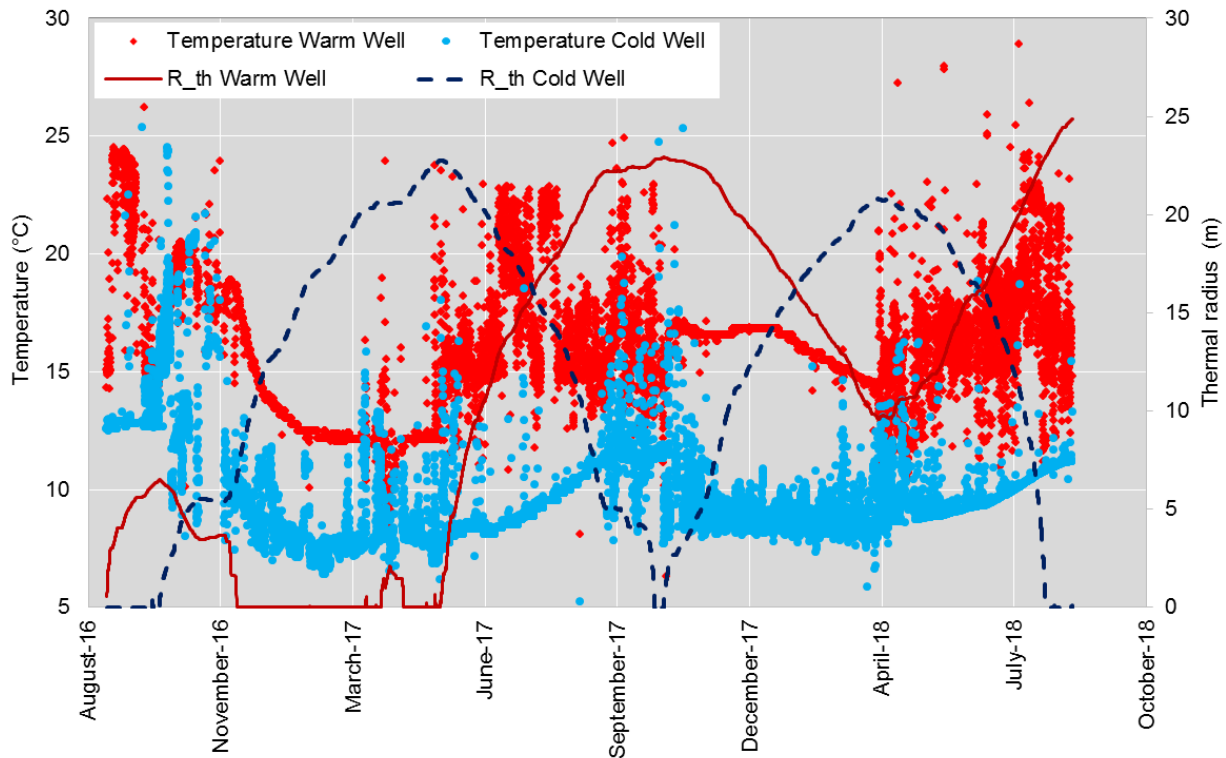 Temperature Warm Well
Temperature Cold Well
R_th Warm Well
R_th Cold Well
Temperature (°C)
30
25
20
15
10
5
Thermal radius (m)
30
25
20
15
10
5
0
August-16
November-16
March-17
June-17
September-17
December-17
April-18
July-18
October-18